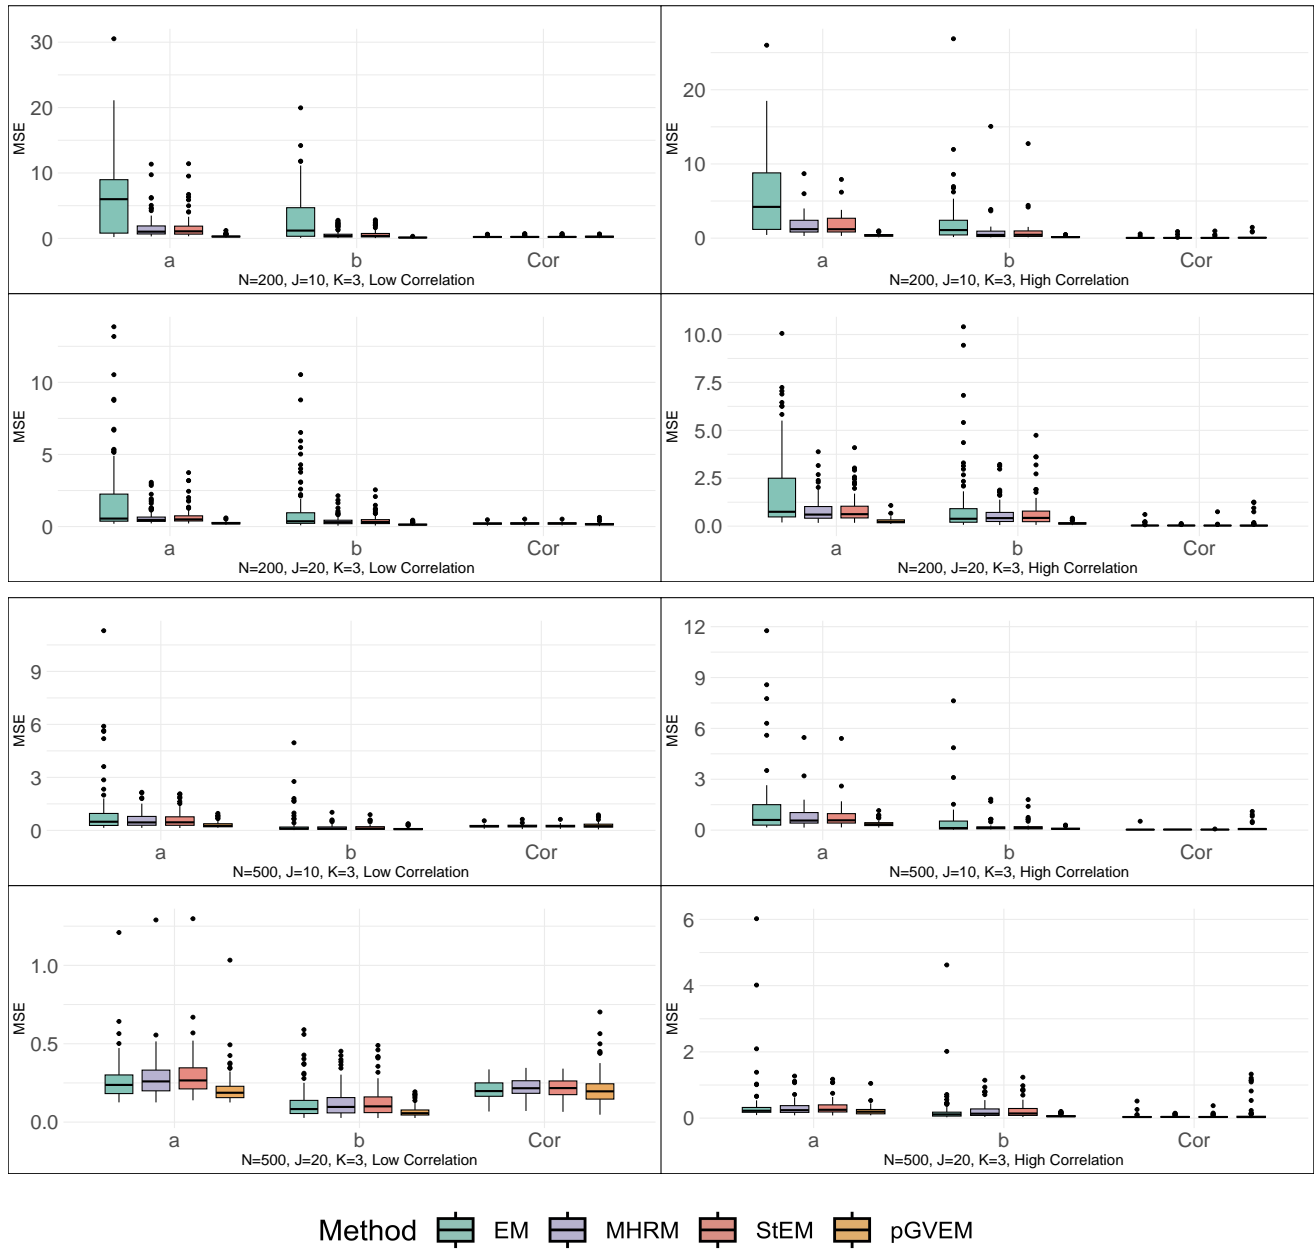 30
20
10
0
MSE
a
b
Cor
N=200, J=10, K=3, Low Correlation
20
10
0
MSE
a
b
Cor
N=200, J=10, K=3, High Correlation
10
5
0
MSE
a
b
Cor
N=200, J=20, K=3, Low Correlation
10.0
7.5
5.0
2.5
0.0
MSE
a
b
Cor
N=200, J=20, K=3, High Correlation
9
6
3
0
MSE
a
b
Cor
N=500, J=10, K=3, Low Correlation
12
9
6
3
0
MSE
a
b
Cor
N=500, J=10, K=3, High Correlation
1.0
0.5
0.0
MSE
a
b
Cor
N=500, J=20, K=3, Low Correlation
6
4
2
0
MSE
a
b
Cor
N=500, J=20, K=3, High Correlation
Method EM MHRM StEM pGVEM